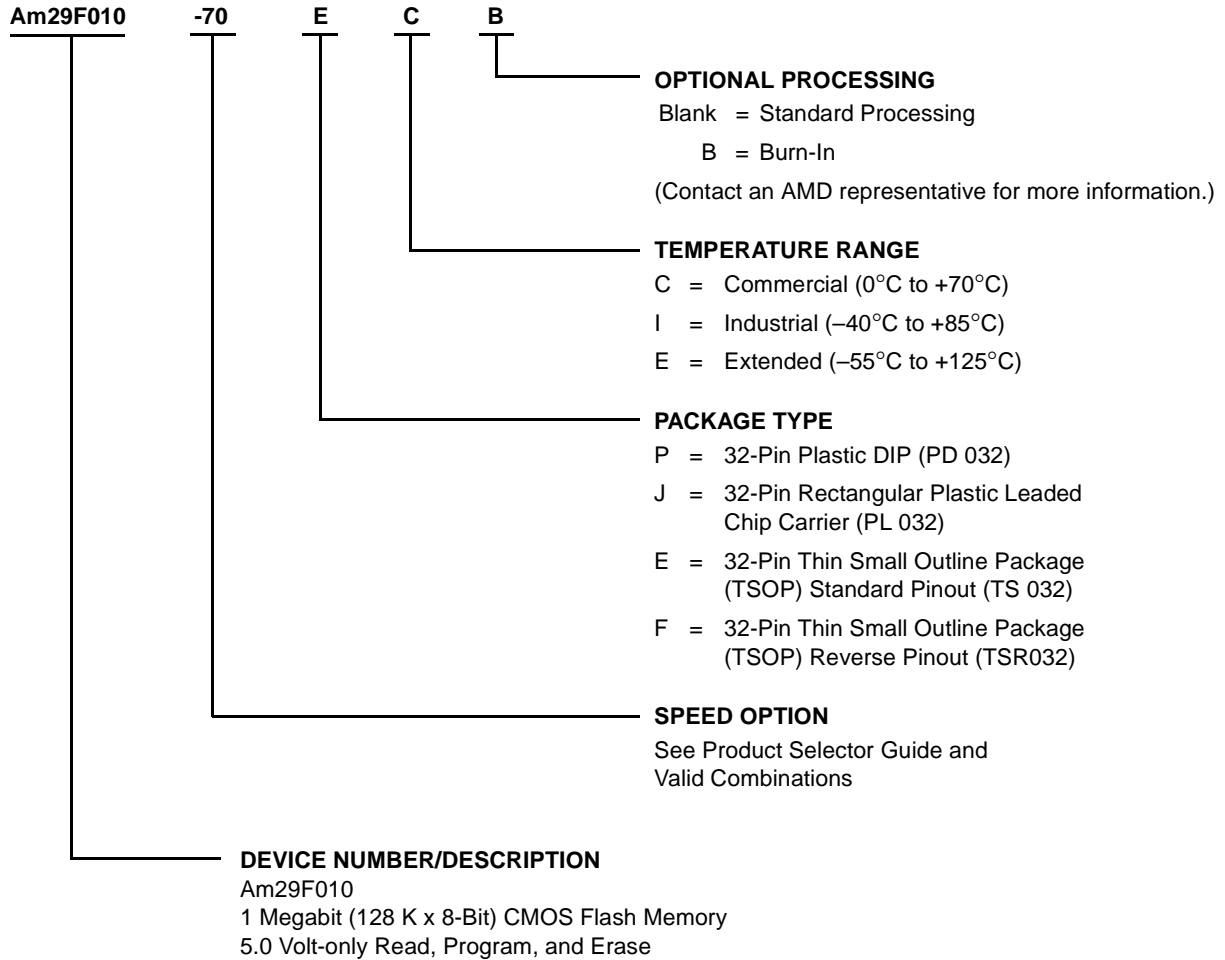 Am29F010 -70 E C B
OPTIONAL PROCESSING
Blank = Standard Processing
B = Burn-In
(Contact an AMD representative for more information.)
TEMPERATURE RANGE
C = Commercial (0°C to +70°C)
I = Industrial (–40°C to +85°C)
E = Extended (–55°C to +125°C)
PACKAGE TYPE
P = 32-Pin Plastic DIP (PD 032)
J = 32-Pin Rectangular Plastic Leaded
Chip Carrier (PL 032)
E = 32-Pin Thin Small Outline Package
(TSOP) Standard Pinout (TS 032)
F = 32-Pin Thin Small Outline Package
(TSOP) Reverse Pinout (TSR032)
SPEED OPTION
See Product Selector Guide and
Valid Combinations
DEVICE NUMBER/DESCRIPTION
Am29F010
1 Megabit (128 K x 8-Bit) CMOS Flash Memory
5.0 Volt-only Read, Program, and Erase